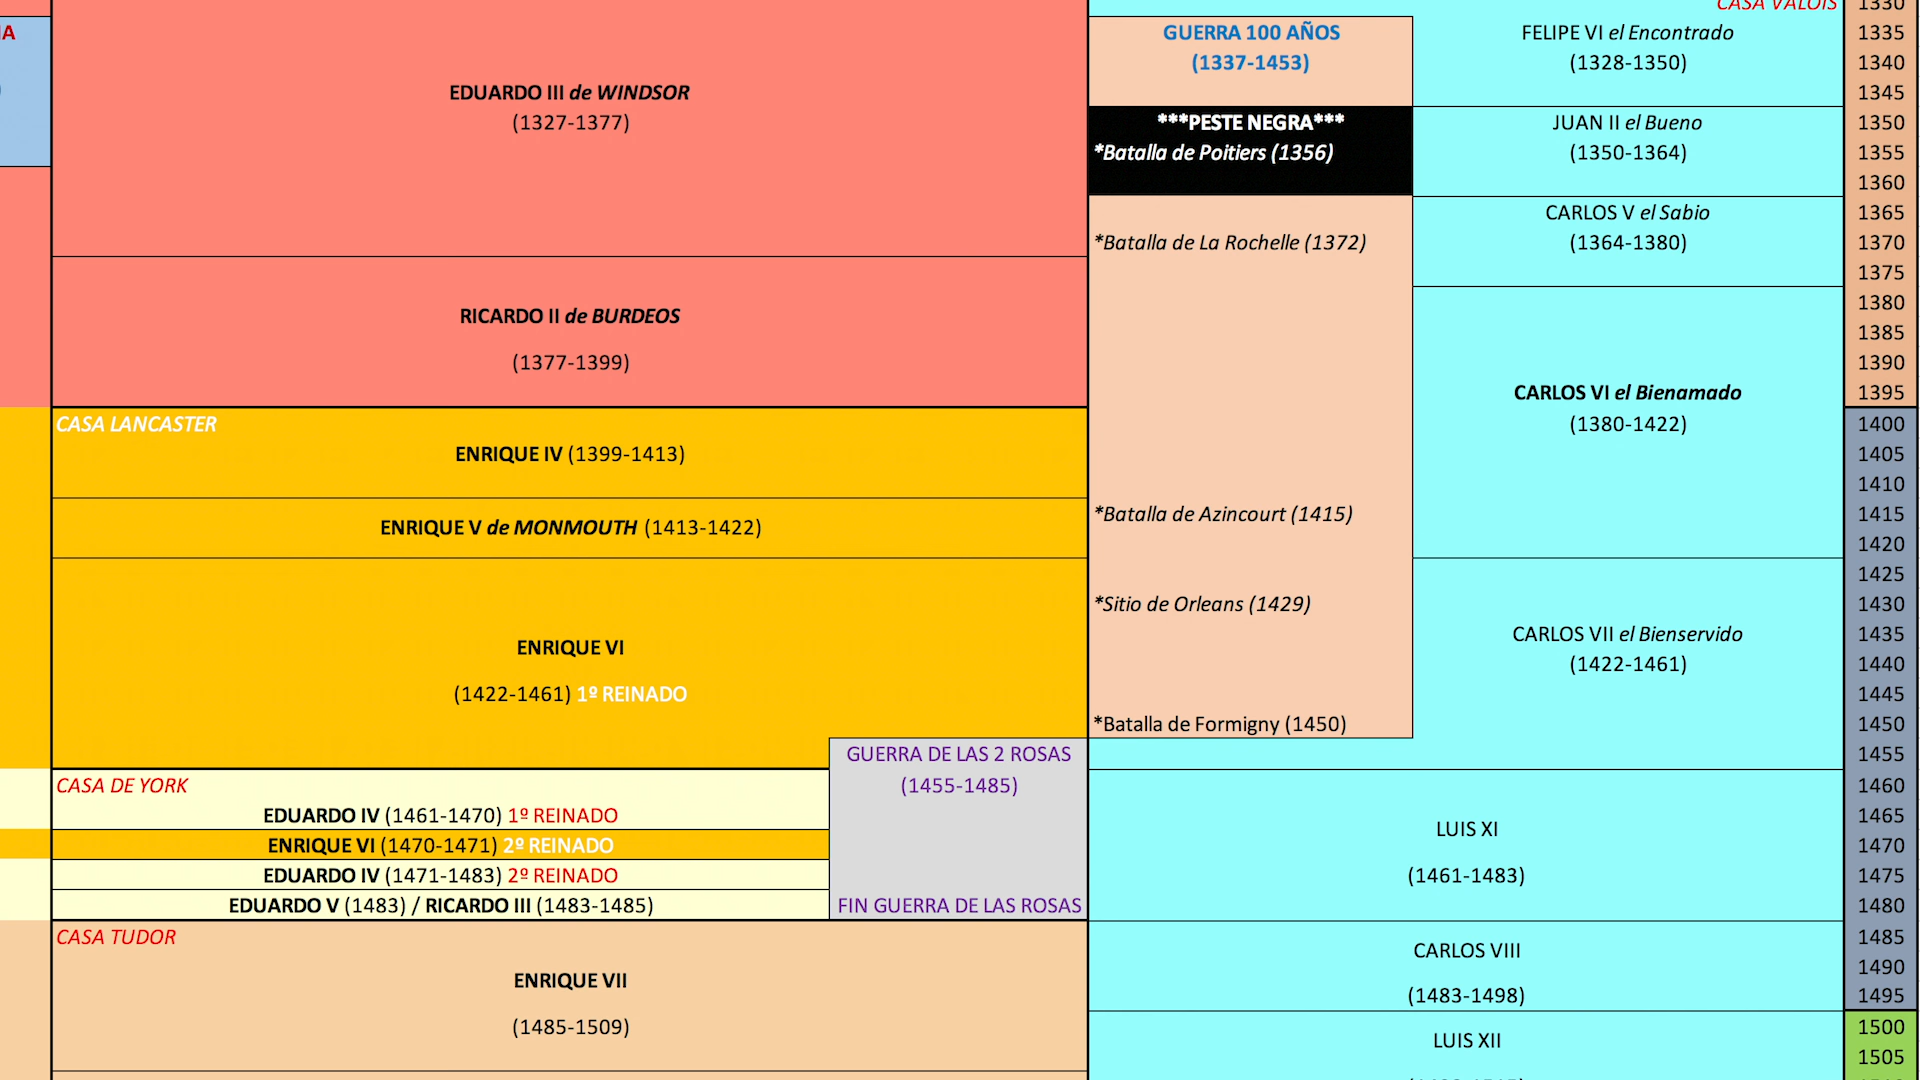 A
EDUARDO III de WINDSOR
(1327-1377)
RICARDO II de BURDEOS
(1377-1399)
CASA LANCASTER
ENRIQUE IV (1399-1413)
ENRIQUE V de MONMOUTH (1413-1422)
ENRIQUE VI
(1422-1461) 1º REINADO
CASA DE YORK
EDUARDO IV (1461-1470) 1º REINADO
ENRIQUE VI (1470-1471) 2º REINADO
EDUARDO IV (1471-1483) 2º REINADO
EDUARDO V (1483) / RICARDO III (1483-1485)
GUERRA DE LAS 2 ROSAS
(1455-1485)
FIN GUERRA DE LAS ROSAS
CASA TUDOR
ENRIQUE VII
(1485-1509)
GUERRA 100 AÑOS
(1337-1453)
***PESTE NEGRA***
*Batalla de Poitiers (1356)
*Batalla de La Rochelle (1372)
*Batalla de Azincourt (1415)
*Sitio de Orleans (1429)
*Batalla de Formigny (1450)
CASA VALOIS
FELIPE VI el Encontrado
(1328-1350)
JUAN II el Bueno
(1350-1364)
CARLOS V el Sabio
(1364-1380)
CARLOS VI el Bienamado
(1380-1422)
CARLOS VII el Bienservido
(1422-1461)
LUIS XI
(1461-1483)
CARLOS VIII
(1483-1498)
LUIS XII
1330
1335
1340
1345
1350
1355
1360
1365
1370
1375
1380
1385
1390
1395
1400
1405
1410
1415
1420
1425
1430
1435
1440
1445
1450
1455
1460
1465
1470
1475
1480
1485
1490
1495
1500
1505